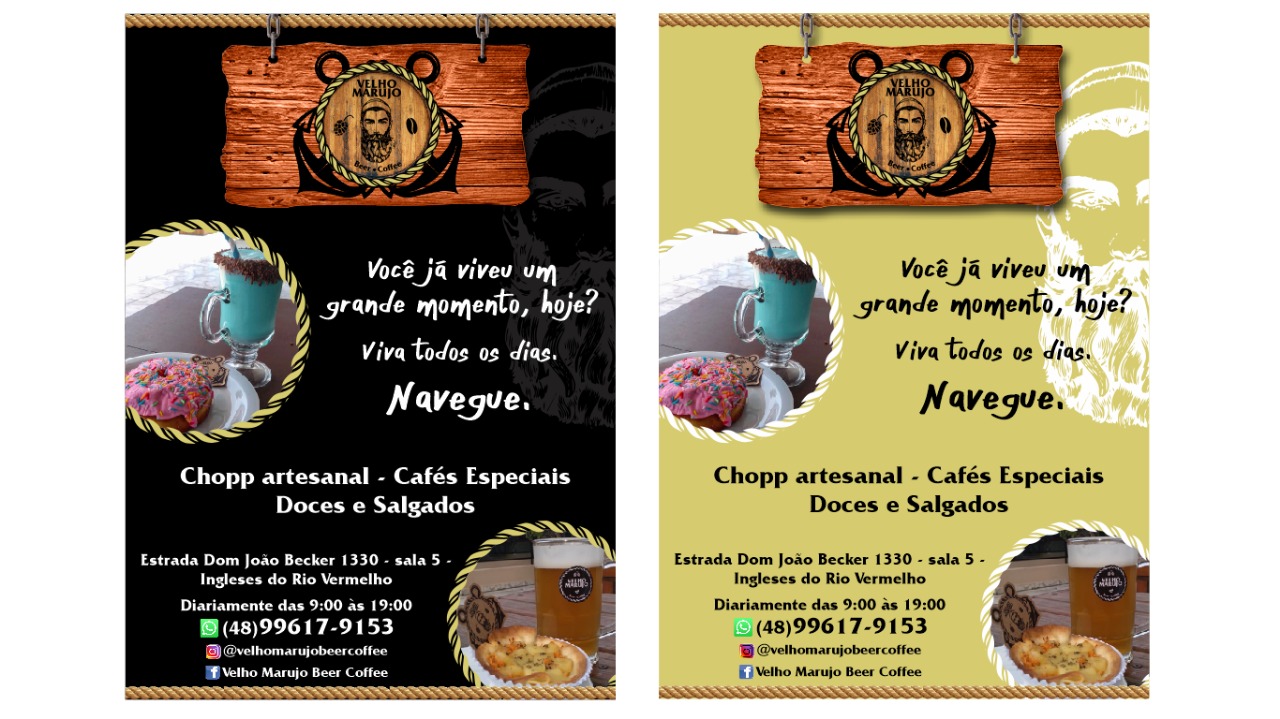 VELHO
MARUJO
Beer • Coffee
Você já viveu um
grande momento, hoje?
Viva todos os dias.
Navegue.
Chopp artesanal - Cafés Especiais
Doces e Salgados
Estrada Dom João Becker 1330 - sala 5 -
Ingleses do Rio Vermelho
Diariamente das 9:00 às 19:00
(48)99617-9153
@velhomarujobeercoffee
Velho Marujo Beer Coffee
MARUJO
VELHO
MARUJO
Beer • Coffee
Você já viveu um
grande momento, hoje?
Viva todos os dias.
Navegue.
Chopp artesanal - Cafés Especiais
Doces e Salgados
Estrada Dom João Becker 1330 - sala 5 -
Ingleses do Rio Vermelho
Diariamente das 9:00 às 19:00
(48)99617-9153
@velhomarujobeercoffee
Velho Marujo Beer Coffee
MARUJO